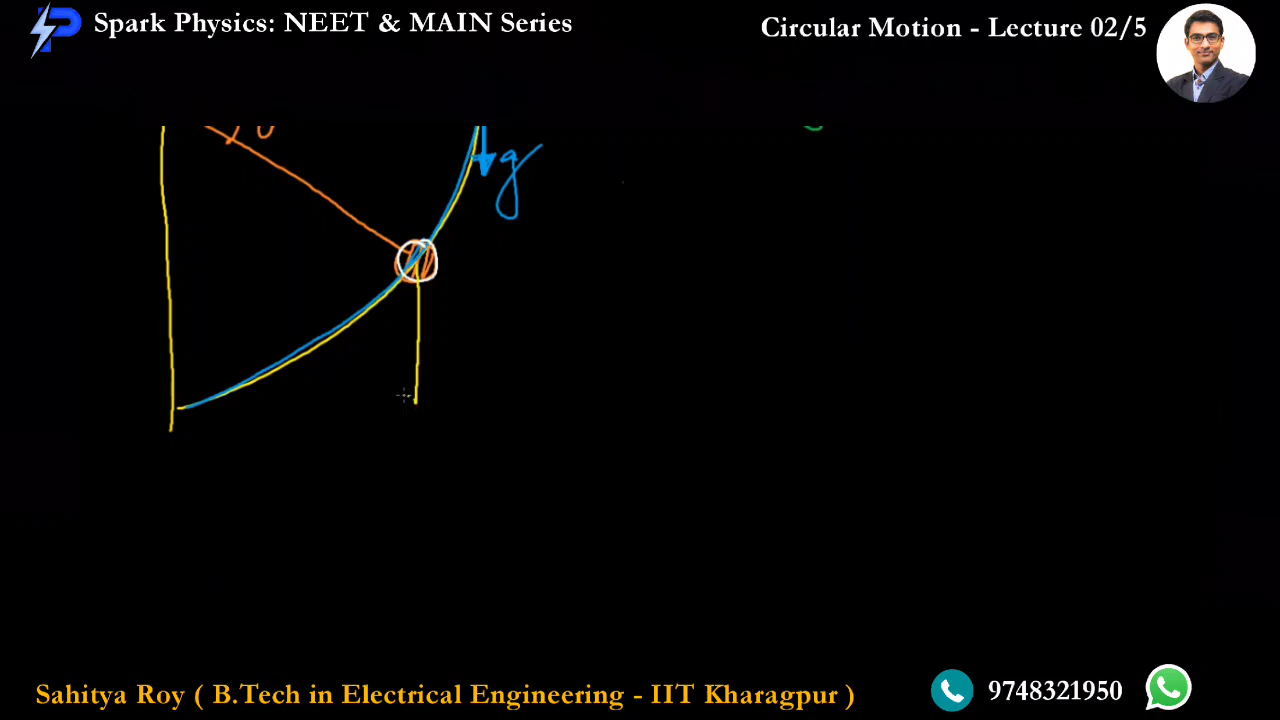 Spark Physics: NEET & MAIN Series
Circular Motion - Lecture 02/5
g
Sahitya Roy ( B.Tech in Electrical Engineering - IIT Kharagpur )
9748321950